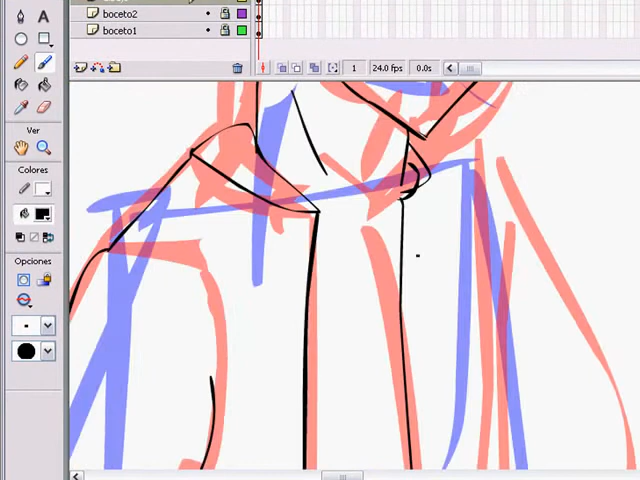 boceto2
boceto1
1 24.0 fps 0.0s
A
Ver
Colores
Opciones